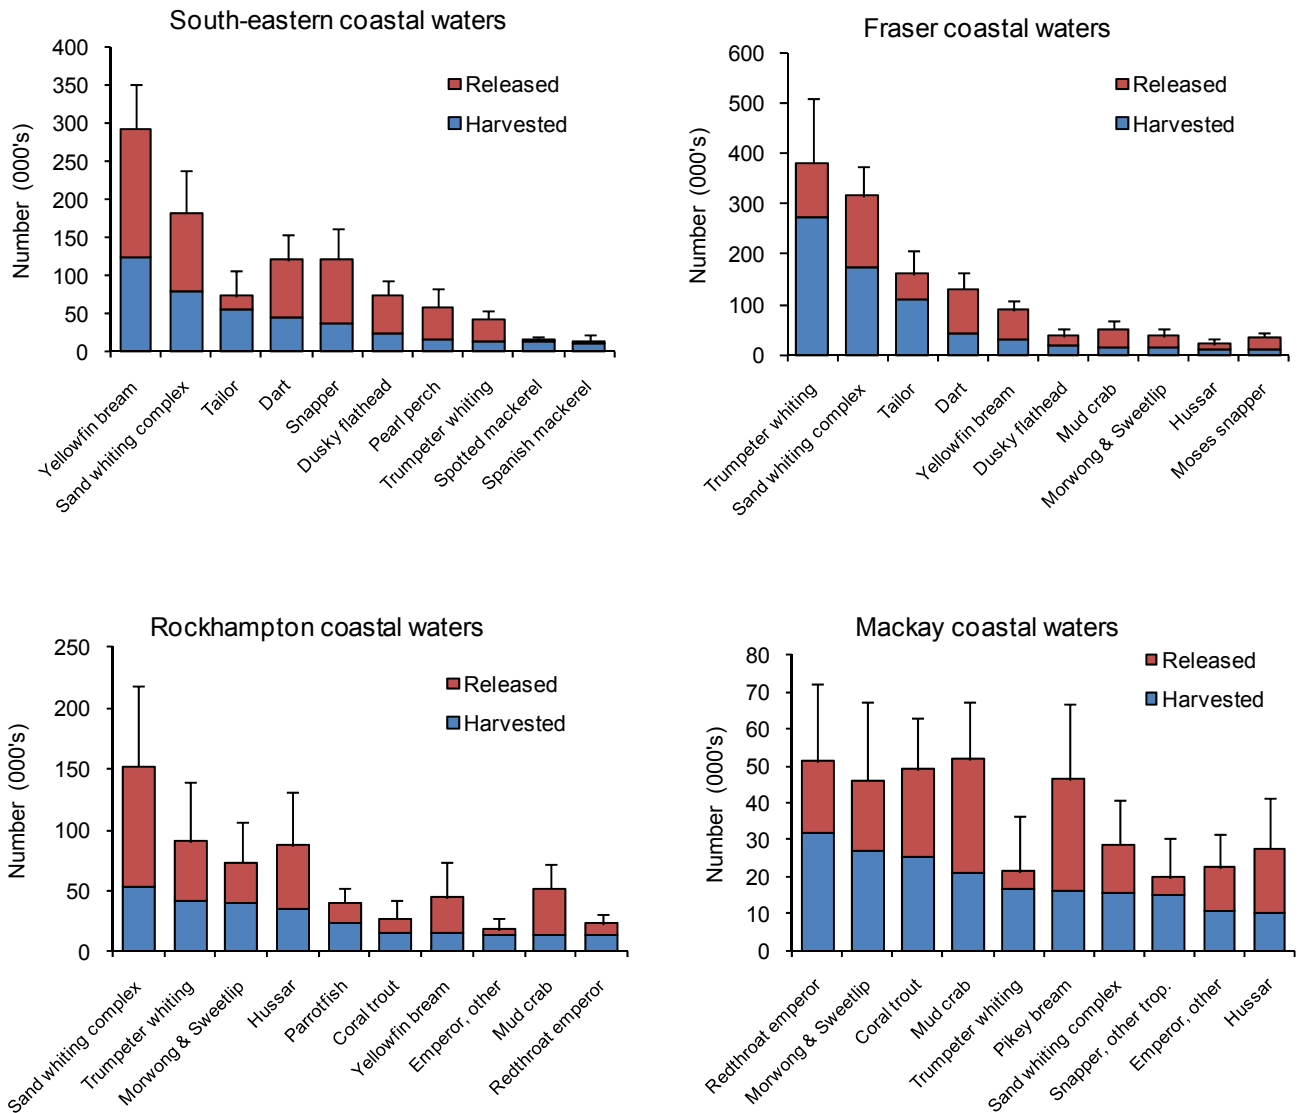 South-eastern coastal waters
Number (000's)
400
350
300
250
200
150
100
50
0
Released
Harvested
Yellowfin bream
Sand whiting complex
Tailor
Dart
Snapper
Dusky flathead
Pearl perch
Trumpeter whiting
Spotted mackerel
Spanish mackerel
Fraser coastal waters
Number (000's)
600
500
400
300
200
100
0
Released
Harvested
Trumpeter whiting
Sand whiting complex
Tailor
Dart
Yellowfin bream
Dusky flathead
Mud crab
Morwong & Sweetlip
Hussar
Moses snapper
Rockhampton coastal waters
Number (000's)
250
200
150
100
50
0
Released
Harvested
Sand whiting complex
Trumpeter whiting
Morwong & Sweetlip
Hussar
Parrotfish
Coral trout
Yellowfin bream
Emperor, other
Mud crab
Redthroat emperor
Mackay coastal waters
Number (000's)
80
70
60
50
40
30
20
10
0
Released
Harvested
Redthroat emperor
Morwong & Sweetlip
Coral trout
Mud crab
Trumpeter whiting
Pikey bream
Sand whiting complex
Snapper, other trop.
Emperor, other
Hussar